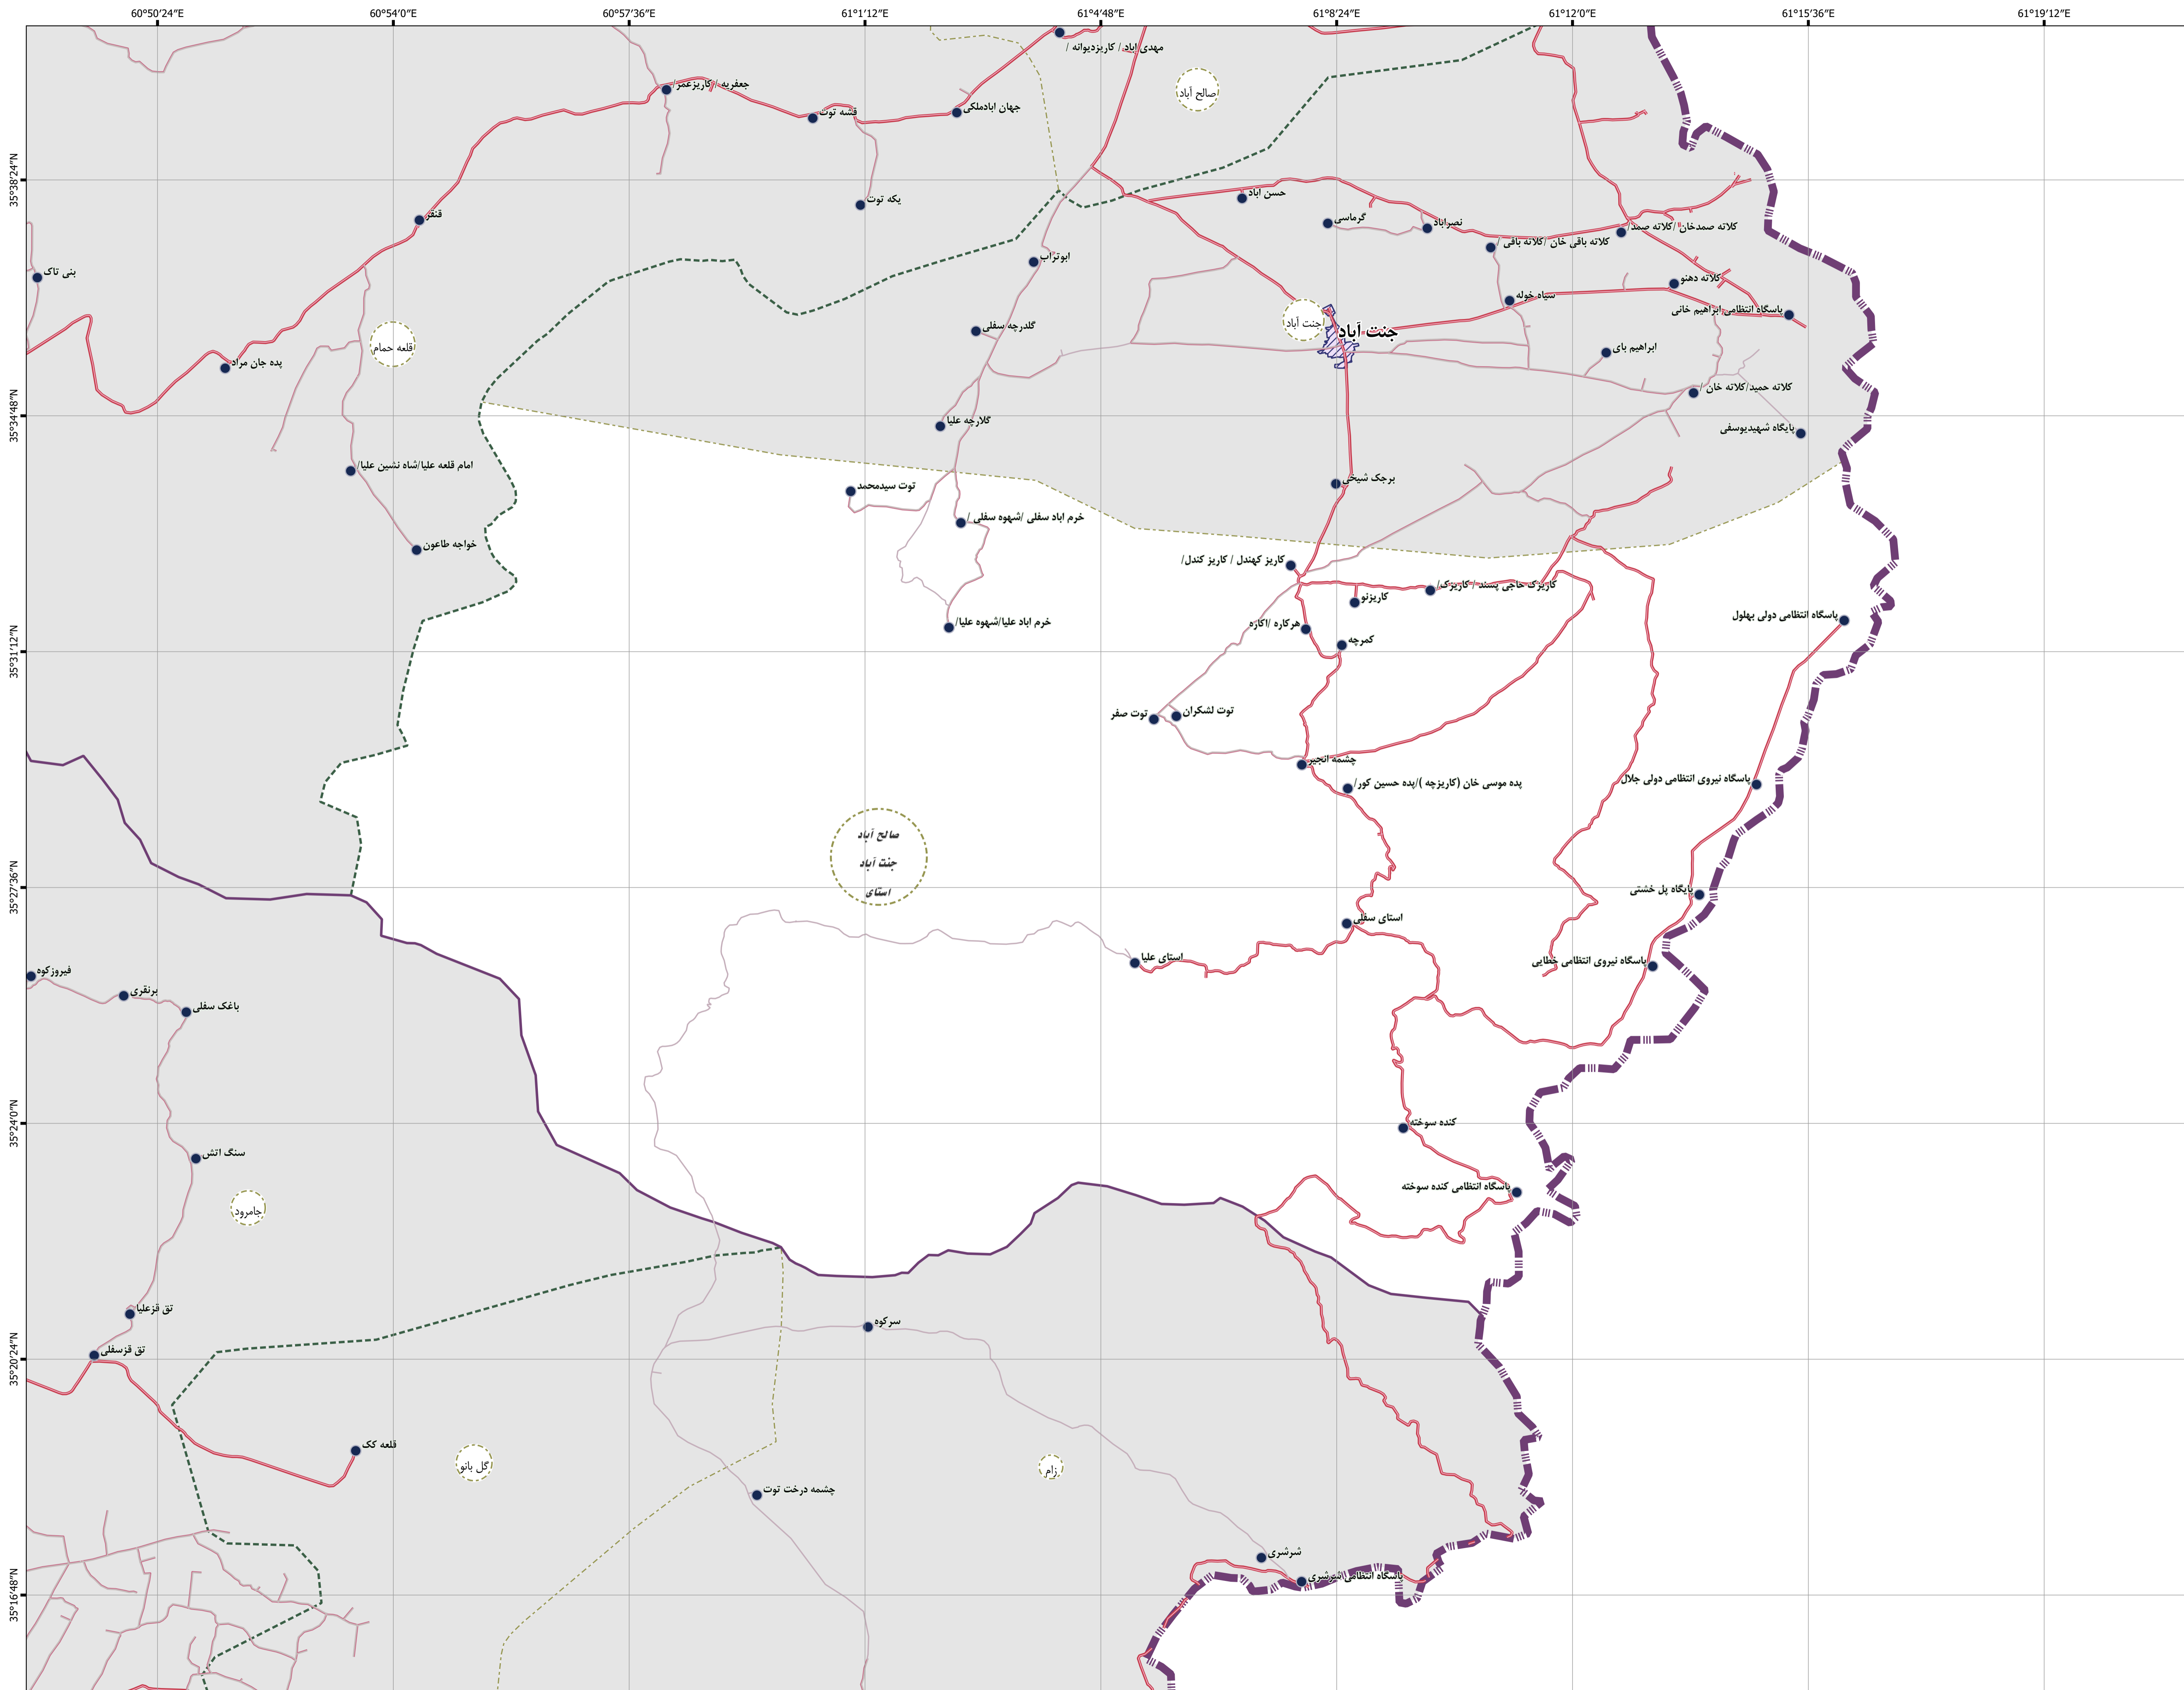 60°50′24″E
60°54′0″E
60°57′36″E
61°1′12″E
61°4′48″E
61°8′24″E
61°12′0″E
61°15′36″E
61°19′12″E
مهدی اباد/ کاریزدیوانه /
جعفریه / کاریزعمر/
صالح آباد
جهان ابادملکی
قشه توت
35°38′24″N
حسن اباد
یکه توت
قنقر
گرماسی
نصراباد
کلاته صمدخان /کلاته صمد/
کلاته باقی خان /کلاته باقی /
ابوتراب
بنی تاک
کلاته دهنو
سیاه خوله
پاسگاه انتظامی ابراهیم خانی
جنت آباد
جنت آباد
گلدرچه سفلی
قلعه حمام
ابراهیم بای
پده جان مراد
کلاته حمید/کلاته خان /
35°34′48″N
گلارچه علیا
پایگاه شهیدیوسفی
امام قلعه علیا/شاه نشین علیا/
برجک شیخی
توت سیدمحمد
خرم اباد سفلی /شهوه سفلی /
خواجه طاعون
کاریز کهندل / کاریز کندل/
کاریزک حاجی پسند / کاریزک/
کاریزنو
پاسگاه انتظامی دولی بهلول
خرم اباد علیا/شهوه علیا/
هرکاره /اکاره
کمرچه
35°31′12″N
توت لشکران
توت صفر
چشمه انجیر
پاسگاه نیروی انتظامی دولی جلال
پده موسی خان (کاریزچه )/پده حسین کور/
صالح آباد
جنت آباد
استای
35°27′36″N
پایگاه پل خشتی
استای سفلی
استای علیا
پاسگاه نیروی انتظامی خطایی
فیروزکوه
برنقری
باغک سفلی
35°24′0″N
کنده سوخته
سنگ اتش
پاسگاه انتظامی کنده سوخته
جامرود
تق قزعلیا
سرکوه
تق قزسفلی
35°20′24″N
قلعه کک
گل بانو
زام
چشمه درخت توت
شرشری
پاسگاه انتظامی شرشری
35°16′48″N